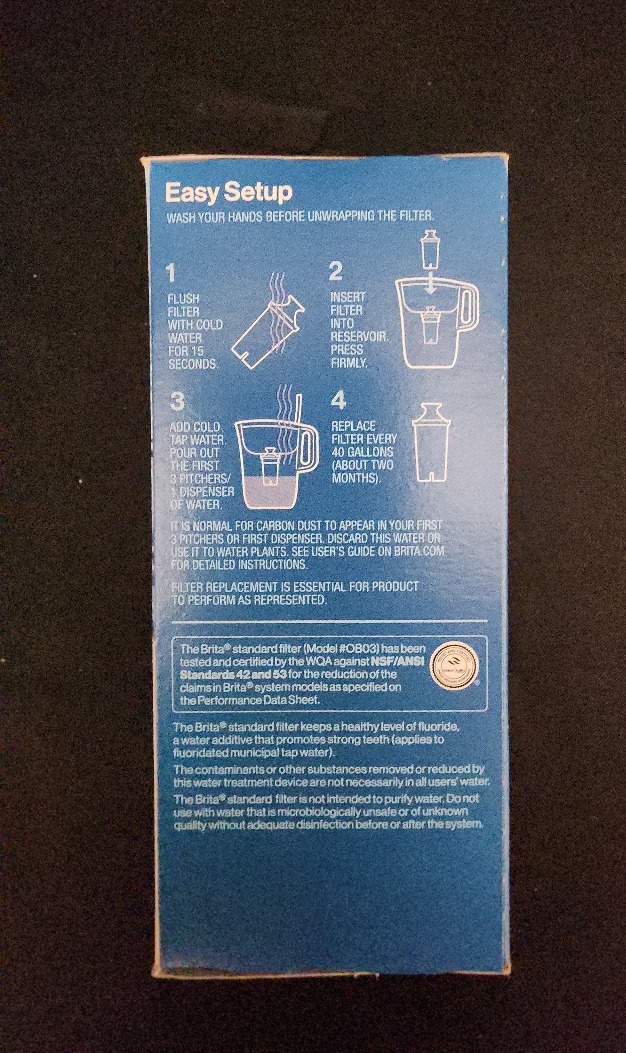 Easy Setup
WASH YOUR HANDS BEFORE UNWRAPPING THE FILTER.
1
FLUSH
FILTER
WITH COLD
WATER
FOR 15
SECONDS.
2
INSERT
FILTER
INTO
RESERVOIR.
PRESS
FIRMLY.
3
ADD COLD
TAP WATER.
POUR OUT
THE FIRST
3 PITCHERS/
1 DISPENSER
OF WATER.
4
REPLACE
FILTER EVERY
40 GALLONS
(ABOUT TWO
MONTHS).
IT IS NORMAL FOR CARBON DUST TO APPEAR IN YOUR FIRST
3 PITCHERS OR FIRST DISPENSER. DISCARD THIS WATER OR
USE IT TO WATER PLANTS. SEE USER'S GUIDE ON BRITA.COM
FOR DETAILED INSTRUCTIONS.
FILTER REPLACEMENT IS ESSENTIAL FOR PRODUCT
TO PERFORM AS REPRESENTED.
The Brita® standard filter (Model #OB03) has been
tested and certified by the WQA against NSF/ANSI
Standards 42 and 53 for the reduction of the
claims in Brita® system models as specified on
the Performance Data Sheet.
The Brita® standard filter keeps a healthy level of fluoride,
a water additive that promotes strong teeth (applies to
fluoridated municipal tap water).
The contaminants or other substances removed or reduced by
this water treatment device are not necessarily in all users' water.
The Brita® standard filter is not intended to purify water. Do not
use with water that is microbiologically unsafe or of unknown
quality without adequate disinfection before or after the system.